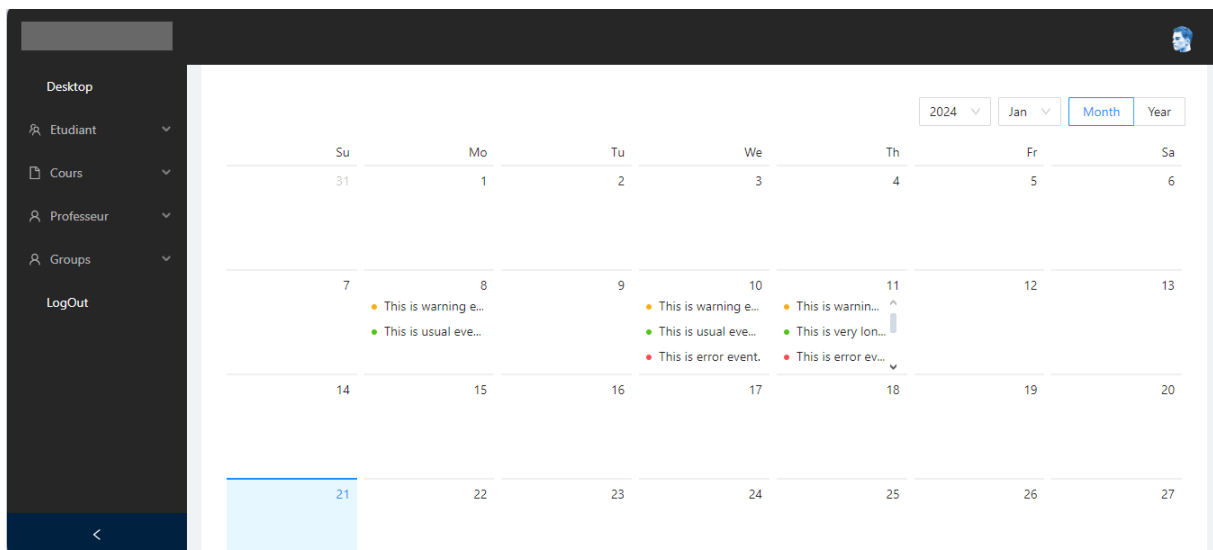 Desktop
Etudiant
Cours
Professeur
Groups
LogOut
2024 Jan Month Year
Su Mo Tu We Th Fr Sa
31 1 2 3 4 5 6
7 8 9 10 11 12 13
This is warning e... This is warning e... This is warnin...
This is usual eve... This is usual eve... This is very lon...
This is error event. This is error ev...
14 15 16 17 18 19 20
21 22 23 24 25 26 27